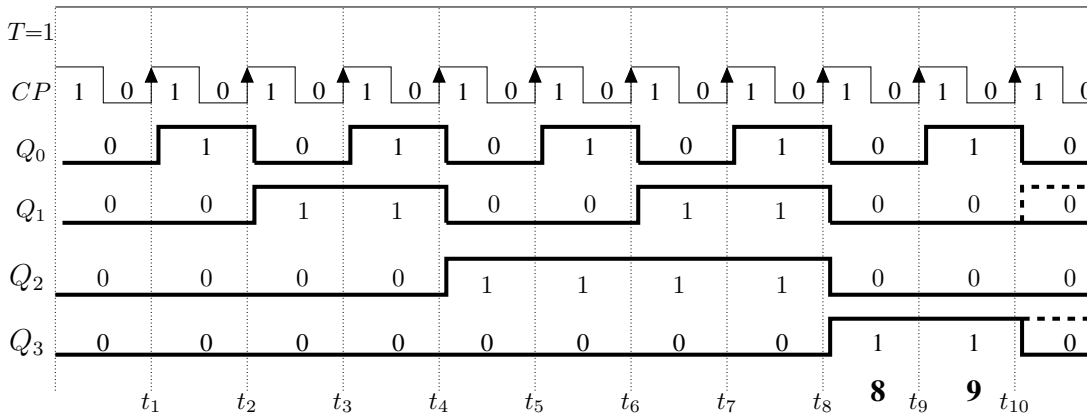 T=1
CP 1 0 1 0 1 0 1 0 1 0 1 0 1 0 1 0 1 0 1 0 1 0
Q0 0 1 0 1 0 1 0 1 0 1 0
Q1 0 0 1 1 0 0 1 1 0 0 0
Q2 0 0 0 0 1 1 1 1 0 0 0
Q3 0 0 0 0 0 0 0 0 1 1 0
8 9
t1 t2 t3 t4 t5 t6 t7 t8 t9 t10